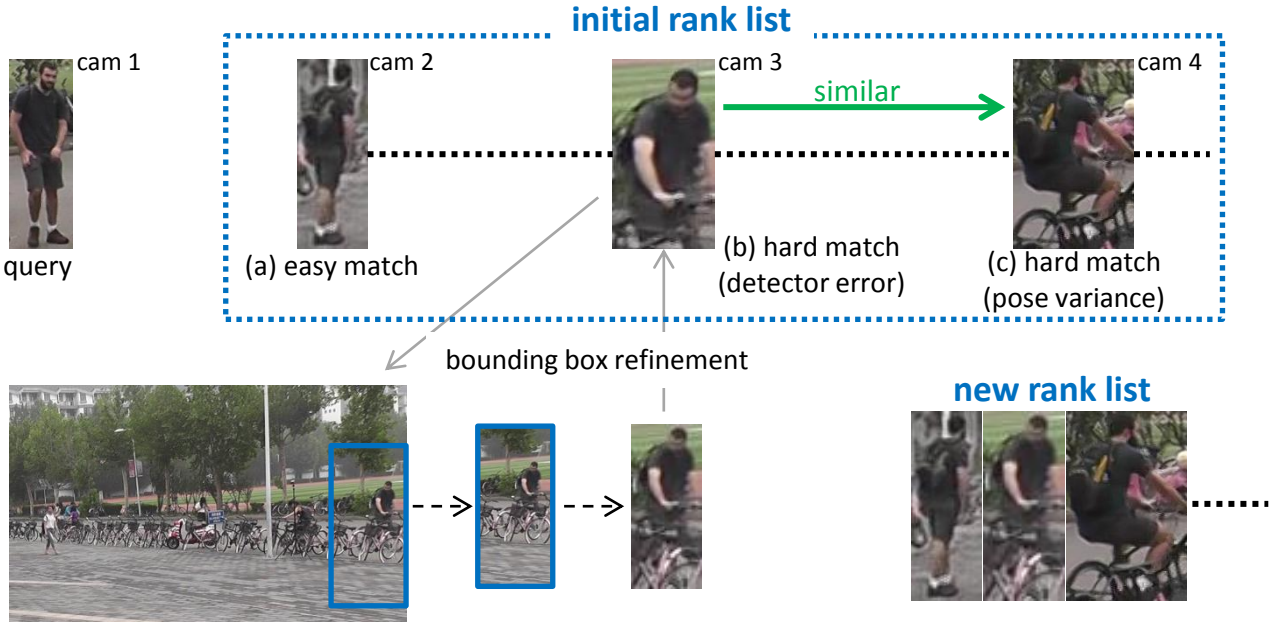 initial rank list
cam 1
cam 2
cam 3
cam 4
similar
query
(a) easy match
(b) hard match
(detector error)
(c) hard match
(pose variance)
bounding box refinement
new rank list